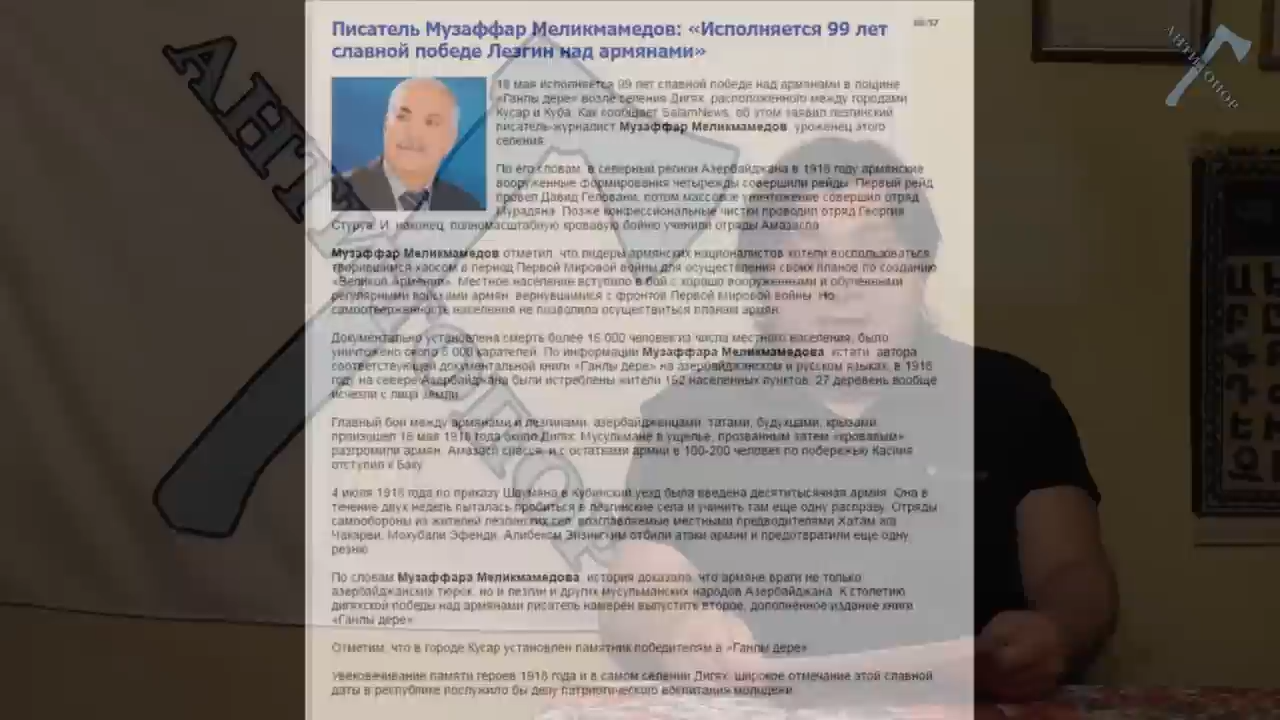 Писатель Музаффар Меликмамедов: «Исполняется 99 лет
славной победе Лезгин над армянами»
18 мая исполняется 99 лет славной победе над армянами в лощине
«Ганлы дере» возле селения Дигях, расположенного между городами
Кусар и Куба. Как сообщает SalamNews, об этом заявил лезгинский
писатель-журналист Музаффар Меликмамедов, уроженец этого
селения.
По его словам, в северный регион Азербайджана в 1918 году армянские
вооруженные формирования четырежды совершили рейды. Первый рейд
провел Давид Геловани, потом массовое уничтожение совершил отряд
Мурадяна. Позже конфессиональные чистки проводил отряд Георгия
Стуруа. И, наконец, полномасштабную кровавую бойню учинили отряды Амазаспа.
Музаффар Меликмамедов отметил, что лидеры армянских националистов хотели воспользоваться
творившимся хаосом в период Первой Мировой войны для осуществления своих планов по созданию
«Великой Армении». Местное население вступило в бой с хорошо вооруженными и обученными
регулярными войсками армян, вернувшимися с фронтов Первой Мировой войны. Но
самоотверженность населения не позволила осуществиться планам армян.
Документально установлена смерть более 16 000 человек из числа местного населения, было
уничтожено около 5 000 карателей. По информации Музаффара Меликмамедова, кстати, автора
соответствующей документальной книги «Ганлы дере» на азербайджанском и русском языках, в 1918
году на севере Азербайджана были истреблены жители 162 населенных пунктов, 27 деревень вообще
исчезли с лица земли.
Главный бой между армянами и лезгинами, азербайджанцами, татами, будухцами, крызами
произошел 18 мая 1918 года около Дигях. Мусульмане в ущелье, прозванным затем «кровавым»
разгромили армян. Амазасп спасся, и с остатками армии в 100-200 человек по побережью Каспия
отступил к Баку.
4 июля 1918 года по приказу Шаумяна в Кубинский уезд была введена десятитысячная армия. Она в
течение двух недель пыталась пробиться в лезгинские села и учинить там еще одну расправу. Отряды
самообороны из жителей лезгинских сел, возглавляемые местными предводителями Хатам ага
Чакарви, Мохубали Эфенди, Алибеком Зизикским отбили атаки армии и предотвратили еще одну
резню.
По словам Музаффара Меликмамедова, история доказала, что армяне враги не только
азербайджанских тюрок, но и лезгин и других мусульманских народов Азербайджана. К столетию
дигяхской победы над армянами писатель намерен выпустить второе, дополненное издание книги
«Ганлы дере».
Отметим, что в городе Кусар установлен памятник победителям в «Ганлы дере».
Увековечивание памяти героев 1918 года и в самом селении Дигях, широкое отмечание этой славной
даты в республике послужило бы делу патриотического воспитания молодежи.
АНТИТОПОР
АНТИТОПОР